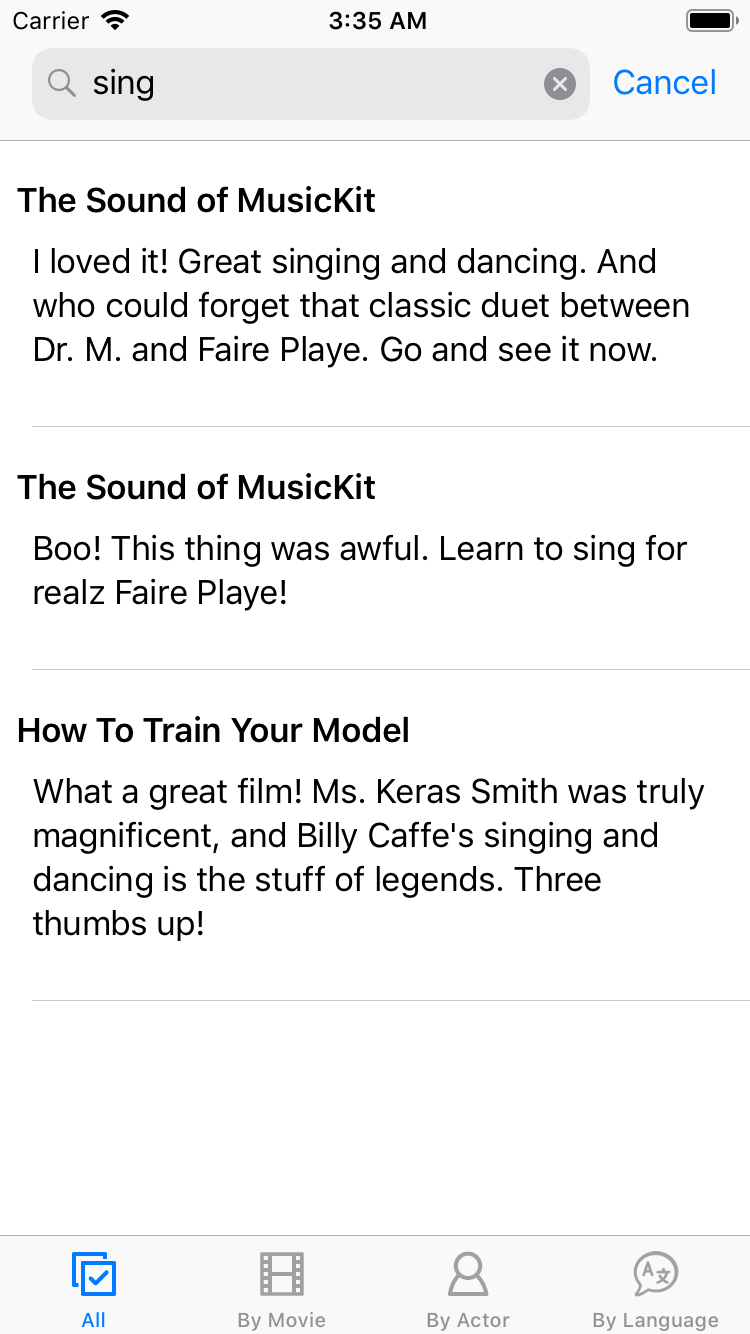 Carrier 3:35 AM
sing Cancel
The Sound of MusicKit
I loved it! Great singing and dancing. And
who could forget that classic duet between
Dr. M. and Faire Playe. Go and see it now.
The Sound of MusicKit
Boo! This thing was awful. Learn to sing for
realz Faire Playe!
How To Train Your Model
What a great film! Ms. Keras Smith was truly
magnificent, and Billy Caffe's singing and
dancing is the stuff of legends. Three
thumbs up!
A文
All By Movie By Actor By Language